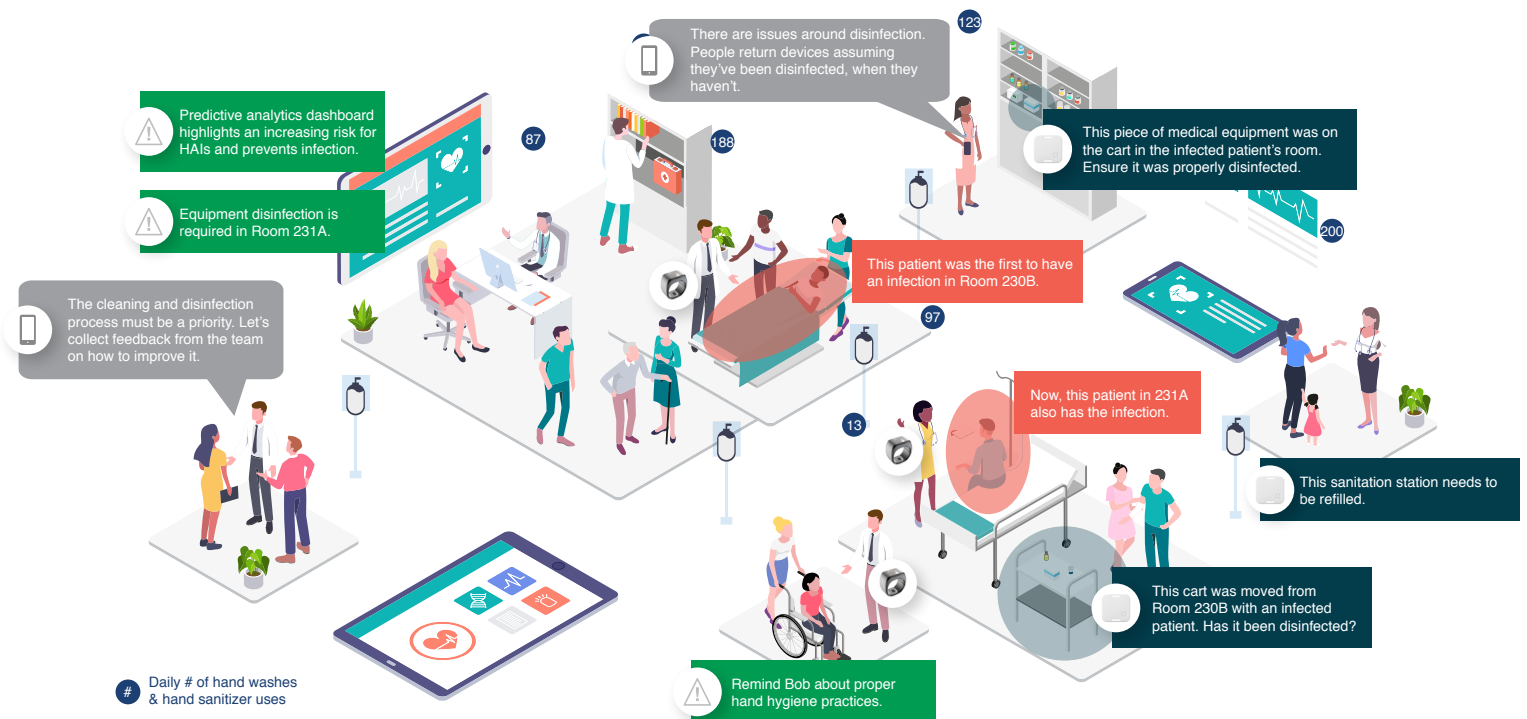 123
There are issues around disinfection.
People return devices assuming
they've been disinfected, when they
haven't.
Predictive analytics dashboard
highlights an increasing risk for
HAIs and prevents infection.
87
188
This piece of medical equipment was on
the cart in the infected patient's room.
Ensure it was properly disinfected.
Equipment disinfection is
required in Room 231A.
200
This patient was the first to have
an infection in Room 230B.
The cleaning and disinfection
process must be a priority. Let's
collect feedback from the team
on how to improve it.
97
Now, this patient in 231A
also has the infection.
13
This sanitation station needs to
be refilled.
This cart was moved from
Room 230B with an infected
patient. Has it been disinfected?
Remind Bob about proper
hand hygiene practices.
# Daily # of hand washes
& hand sanitizer uses